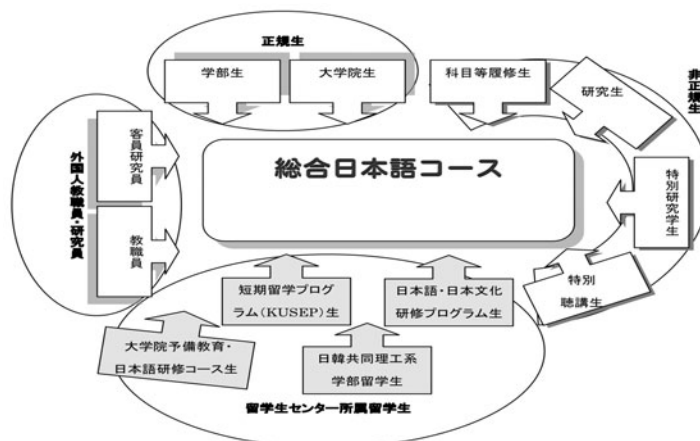 正規生
学部生
大学院生
科目等履修生
研究生
非正規生
特別研究学生
特別
聴講生
外国人教職員・研究員
客員研究員
教職員
総合日本語コース
短期留学プログ
ラム(KUSEP)生
日本語・日本文化
研修プログラム生
大学院予備教育・
日本語研修コース生
日韓共同理工系
学部留学生
留学生センター所属留学生